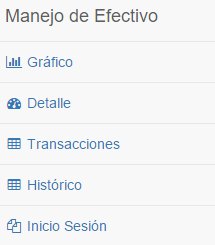 Manejo de Efectivo
Gráfico
Detalle
Transacciones
Histórico
Inicio Sesión